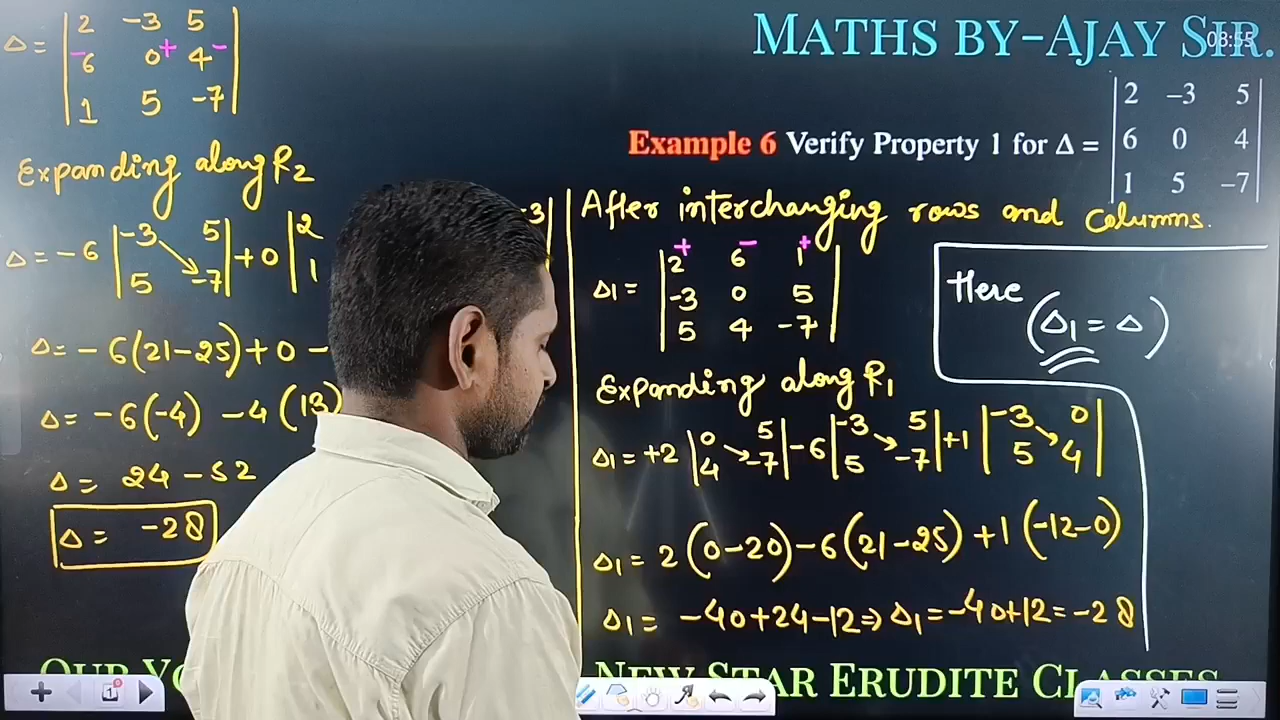 MATHS BY-AJAY SIR.
08:55
Example 6 Verify Property 1 for Δ = | 2 –3 5 |
| 6 0 4 |
| 1 5 –7 |
Δ = | 2 -3 5 |
| - 6 0 + 4 - |
| 1 5 -7 |
Expanding along R2
Δ = -6 | -3 5 | + 0 | 2
| 5 -7 | | 1
-3 |
Δ = -6(21-25)+0 -
Δ = -6(-4) -4(13)
Δ = 24 - 52
Δ = -28
After interchanging rows and columns.
Δ1 = | 2+ 6- 1+ |
| -3 0 5 |
| 5 4 -7 |
Here
(Δ1 = Δ)
Expanding along R1
Δ1 = +2 | 0 5 | -6 | -3 5 | +1 | -3 0 |
| 4 -7 | | 5 -7 | | 5 4 |
Δ1 = 2(0-20)-6(21-25)+1(-12-0)
Δ1 = -40+24-12 ⇒ Δ1 = -40+12 = -28
NEW STAR ERUDITE CLASSES